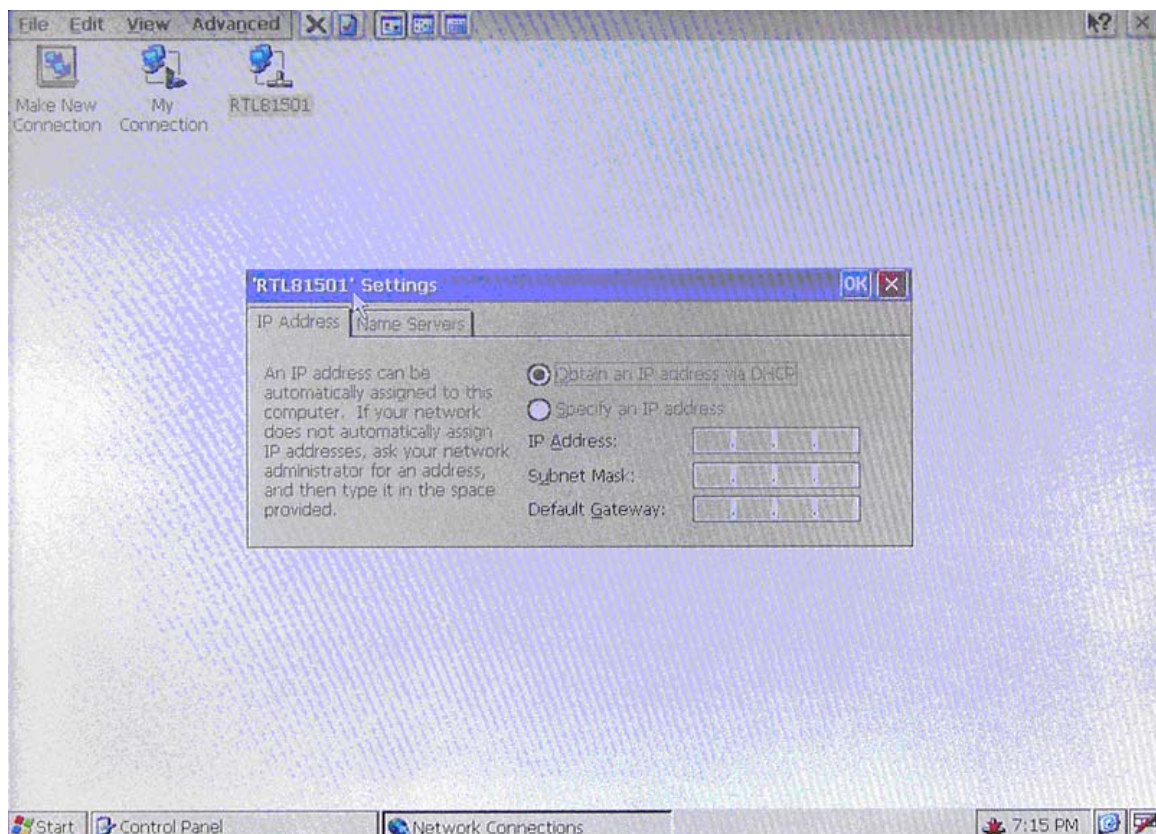 File Edit View Advanced
Make New Connection
My Connection
RTL81501
'RTL81501' Settings
OK
IP Address
Name Servers
An IP address can be
automatically assigned to this
computer. If your network
does not automatically assign
IP addresses, ask your network
administrator for an address,
and then type it in the space
provided.
Obtain an IP address via DHCP
Specify an IP address
IP Address:
Subnet Mask:
Default Gateway:
Start
Control Panel
Network Connections
7:15 PM